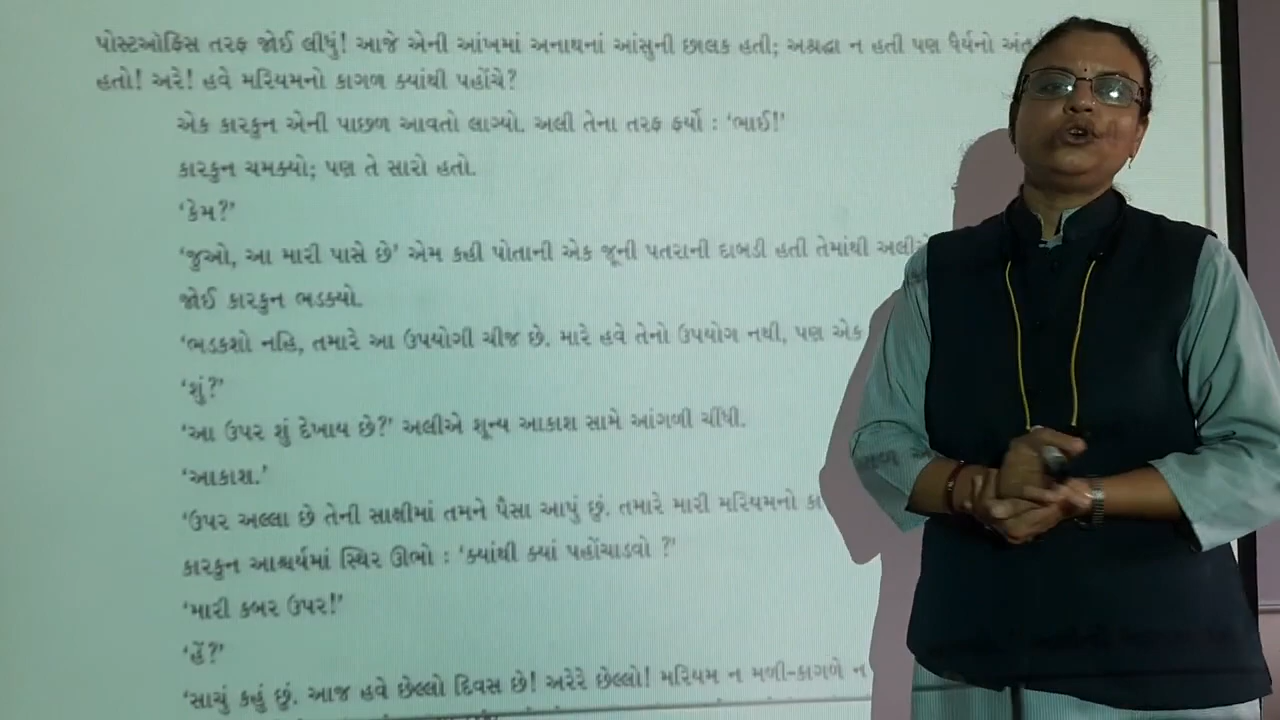 પોસ્ટઓફિસ તરફ જોઈ લીધું! આજે એની આંખમાં અનાથનાં આંસુની છાલક હતી; અશ્રદ્ધા ન હતી પણ ધૈર્યનો અંત
હતો! અરે! હવે મરિયમનો કાગળ ક્યાંથી પહોંચે?
એક કારકુન એની પાછળ આવતો લાગ્યો. અલી તેના તરફ ફર્યો : ‘ભાઈ!’
કારકુન ચમક્યો; પણ તે સારો હતો.
‘કેમ?’
‘જુઓ, આ મારી પાસે છે’ એમ કહી પોતાની એક જૂની પતરાની દાબડી હતી તેમાંથી અલીએ
જોઈ કારકુન ભડક્યો.
‘ભડકશો નહિ, તમારે આ ઉપયોગી ચીજ છે. મારે હવે તેનો ઉપયોગ નથી, પણ એક
‘શું?’
‘આ ઉપર શું દેખાય છે?’ અલીએ શૂન્ય આકાશ સામે આંગળી ચીંધી.
‘આકાશ.’
‘ઉપર અલ્લા છે તેની સાક્ષીમાં તમને પૈસા આપું છું. તમારે મારી મરિયમનો કા
કારકુન આશ્ચર્યમાં સ્થિર ઊભો : ‘ક્યાંથી ક્યાં પહોંચાડવો ?’
‘મારી કબર ઉપર!’
‘હેં?’
‘સાચું કહું છું. આજ હવે છેલ્લો દિવસ છે! અરેરે છેલ્લો! મરિયમ ન મળી-કાગળે ન